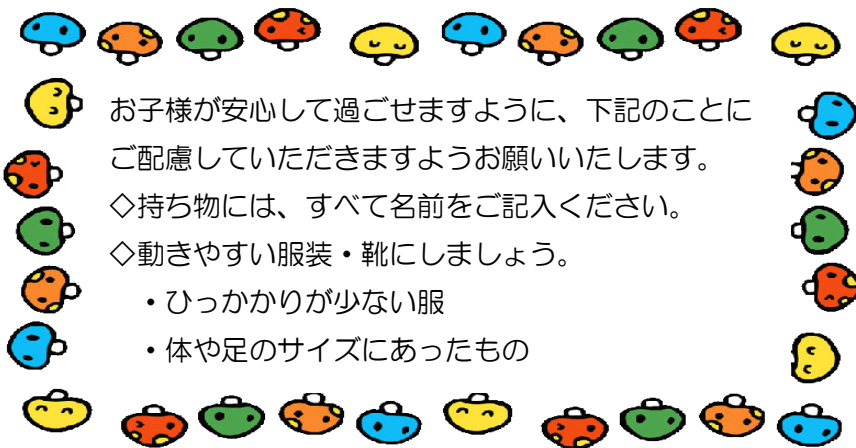 お子様が安心して過ごせますように、下記のことに
ご配慮していただきますようお願いいたします。
◇持ち物には、すべて名前をご記入ください。
◇動きやすい服装・靴にしましょう。
・ひっかかりが少ない服
・体や足のサイズにあったもの